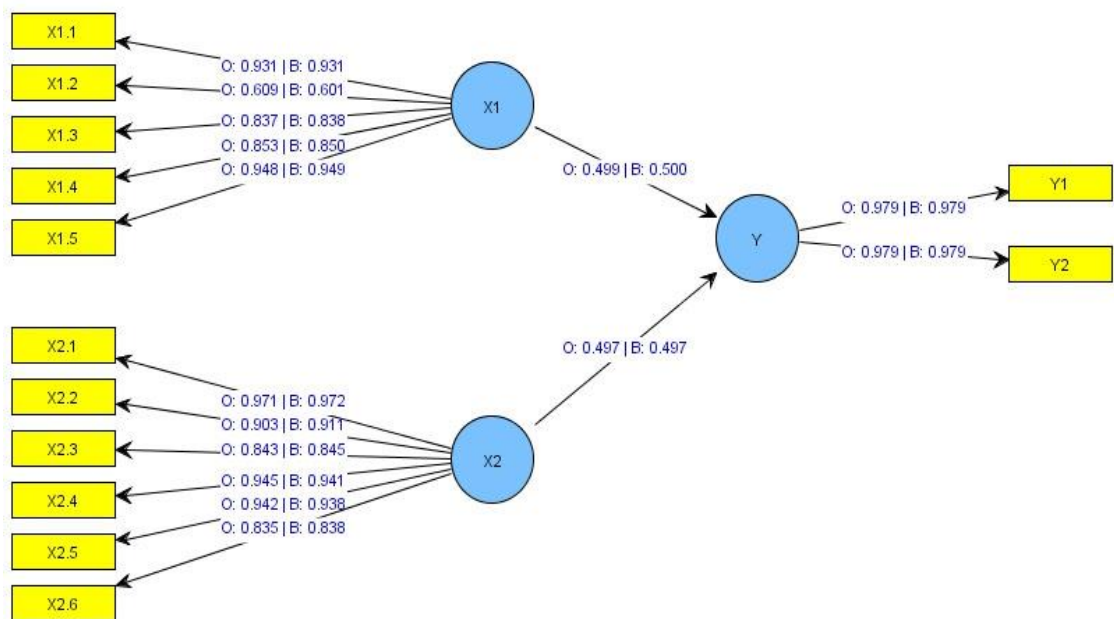 X1.1
X1.2
X1.3
X1.4
X1.5
O: 0.931 | B: 0.931
O: 0.609 | B: 0.601
O: 0.837 | B: 0.838
O: 0.853 | B: 0.850
O: 0.948 | B: 0.949
X1
O: 0.499 | B: 0.500
Y
O: 0.979 | B: 0.979
O: 0.979 | B: 0.979
Y1
Y2
X2.1
X2.2
X2.3
X2.4
X2.5
X2.6
O: 0.971 | B: 0.972
O: 0.903 | B: 0.911
O: 0.843 | B: 0.845
O: 0.945 | B: 0.941
O: 0.942 | B: 0.938
O: 0.835 | B: 0.838
X2
O: 0.497 | B: 0.497